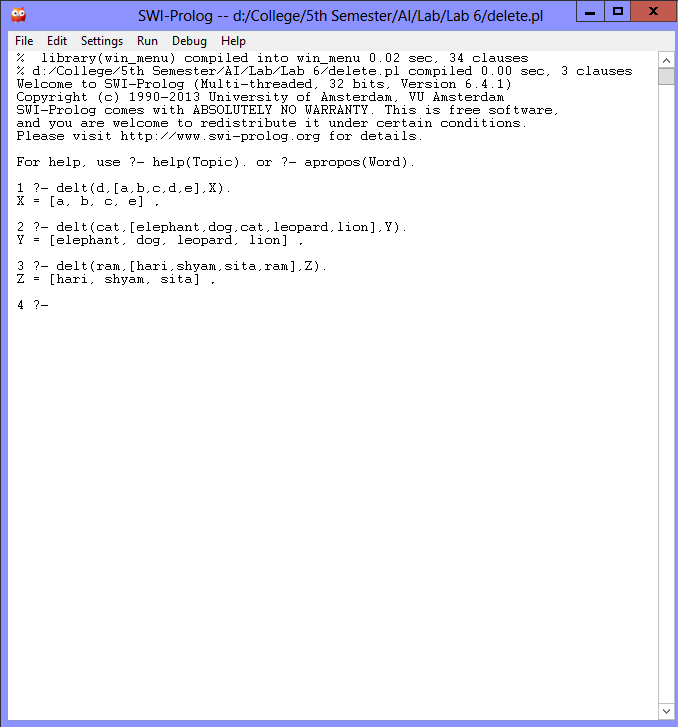 SWI-Prolog -- d:/College/5th Semester/AI/Lab/Lab 6/delete.pl
File Edit Settings Run Debug Help
%  library(win_menu) compiled into win_menu 0.02 sec, 34 clauses
% d:/College/5th Semester/AI/Lab/Lab 6/delete.pl compiled 0.00 sec, 3 clauses
Welcome to SWI-Prolog (Multi-threaded, 32 bits, Version 6.4.1)
Copyright (c) 1990-2013 University of Amsterdam, VU Amsterdam
SWI-Prolog comes with ABSOLUTELY NO WARRANTY. This is free software,
and you are welcome to redistribute it under certain conditions.
Please visit http://www.swi-prolog.org for details.
For help, use ?- help(Topic). or ?- apropos(Word).
1 ?- delt(d,[a,b,c,d,e],X).
X = [a, b, c, e] ,
2 ?- delt(cat,[elephant,dog,cat,leopard,lion],Y).
Y = [elephant, dog, leopard, lion] ,
3 ?- delt(ram,[hari,shyam,sita,ram],Z).
Z = [hari, shyam, sita] ,
4 ?-